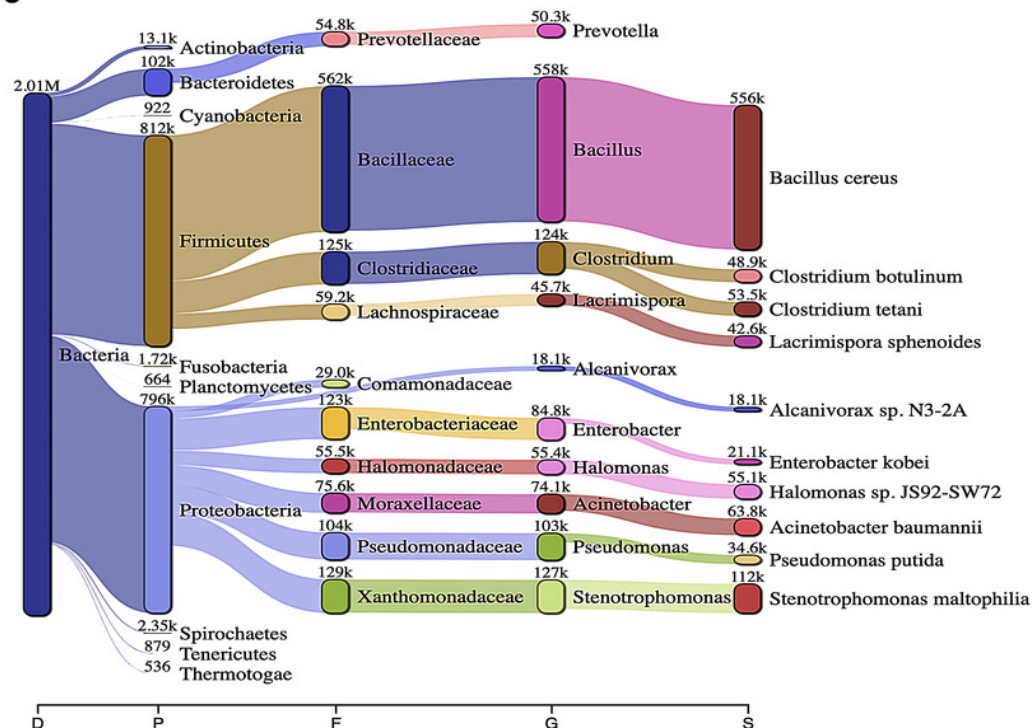 2.01M
Bacteria
13.1k
Actinobacteria
102k
Bacteroidetes
922
Cyanobacteria
812k
Firmicutes
1.72k
Fusobacteria
664
Planctomycetes
796k
Proteobacteria
2.35k
Spirochaetes
879
Tenericutes
536
Thermotogae
54.8k
Prevotellaceae
562k
Bacillaceae
125k
Clostridiaceae
59.2k
Lachnospiraceae
29.0k
Comamonadaceae
123k
Enterobacteriaceae
55.5k
Halomonadaceae
75.6k
Moraxellaceae
104k
Pseudomonadaceae
129k
Xanthomonadaceae
50.3k
Prevotella
558k
Bacillus
124k
Clostridium
45.7k
Lacrimispora
18.1k
Alcanivorax
84.8k
Enterobacter
55.4k
Halomonas
74.1k
Acinetobacter
103k
Pseudomonas
127k
Stenotrophomonas
556k
Bacillus cereus
48.9k
Clostridium botulinum
53.5k
Clostridium tetani
42.6k
Lacrimispora sphenoides
18.1k
Alcanivorax sp. N3-2A
21.1k
Enterobacter kobei
55.1k
Halomonas sp. JS92-SW72
63.8k
Acinetobacter baumannii
34.6k
Pseudomonas putida
112k
Stenotrophomonas maltophilia
D P F G S